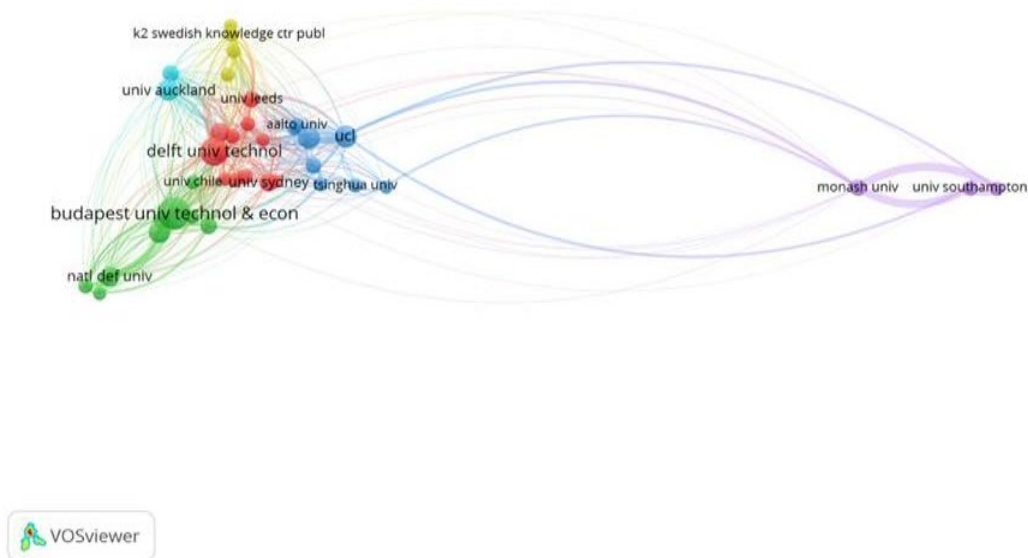 k2 swedish knowledge ctr publ
univ auckland
univ leeds
aalto univ
ucl
delft univ technol
univ chile
univ sydney
tsinghua univ
monash univ
univ southampton
budapest univ technol & econ
natl def univ
VOSviewer